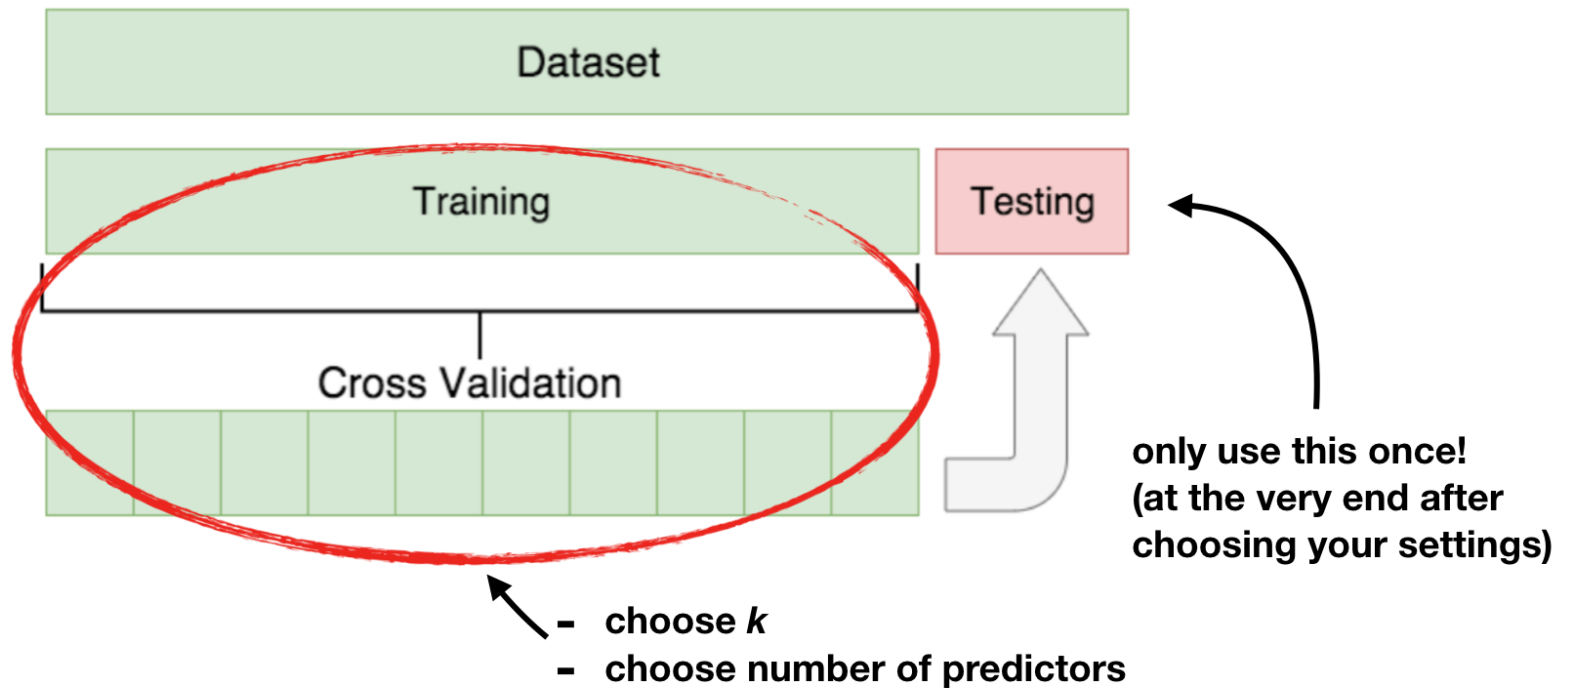 Dataset
Training
Testing
Cross Validation
only use this once!
(at the very end after
choosing your settings)
- choose k
- choose number of predictors